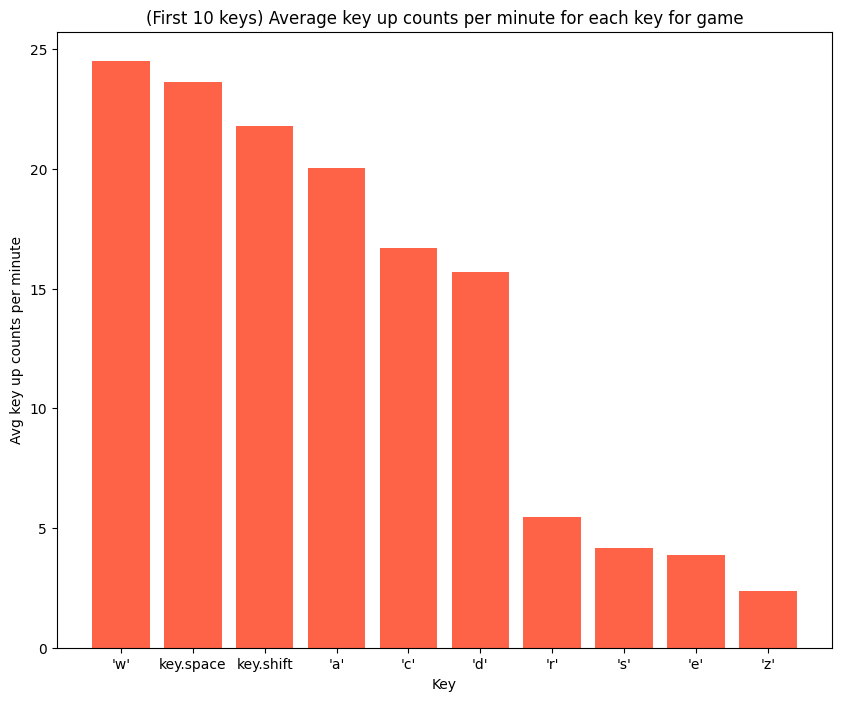 (First 10 keys) Average key up counts per minute for each key for game
Avg key up counts per minute
25
20
15
10
5
0
'w' key.space key.shift 'a' 'c' 'd' 'r' 's' 'e' 'z'
Key